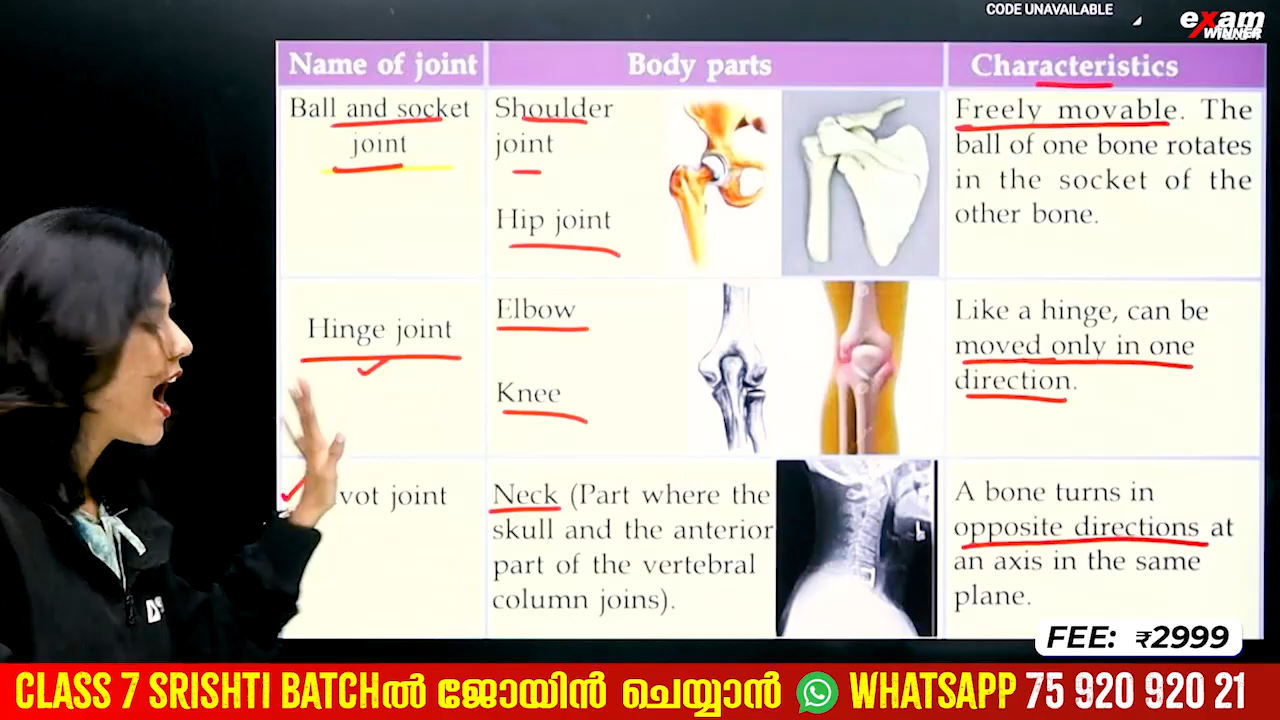 CODE UNAVAILABLE
exam
WINNER
Name of joint
Body parts
Characteristics
Ball and socket
joint
Shoulder
joint
Hip joint
Freely movable. The
ball of one bone rotates
in the socket of the
other bone.
Hinge joint
Elbow
Knee
Like a hinge, can be
moved only in one
direction.
vot joint
Neck (Part where the
skull and the anterior
part of the vertebral
column joins).
A bone turns in
opposite directions at
an axis in the same
plane.
FEE: ₹2999
CLASS 7 SRISHTI BATCHൽ ജോയിൻ ചെയ്യാൻ WHATSAPP 75 920 920 21